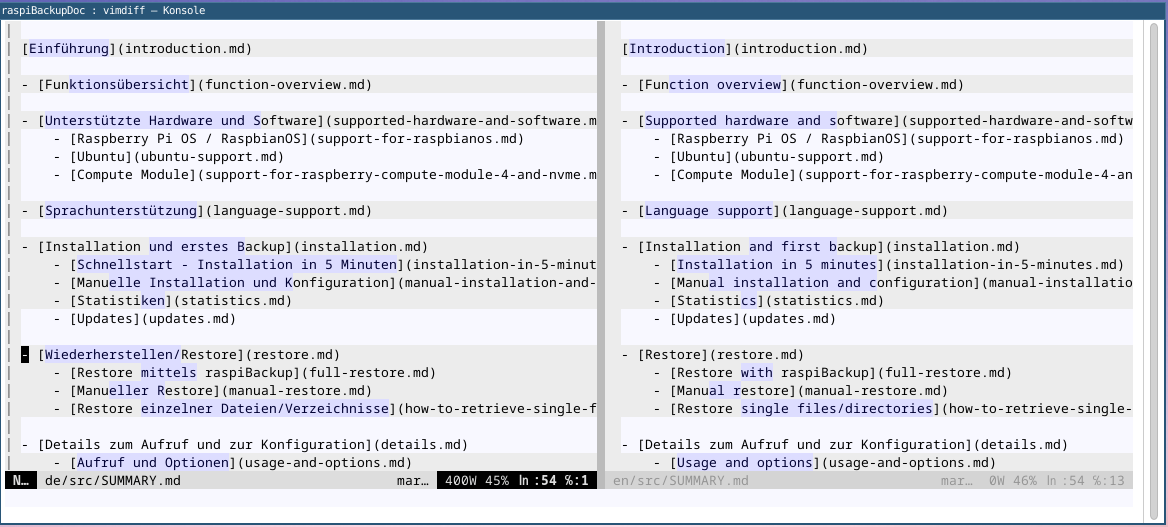 raspiBackupDoc : vimdiff — Konsole
[Einführung](introduction.md)
- [Funktionsübersicht](function-overview.md)
- [Unterstützte Hardware und Software](supported-hardware-and-software.m
- [Raspberry Pi OS / RaspbianOS](support-for-raspbianos.md)
- [Ubuntu](ubuntu-support.md)
- [Compute Module](support-for-raspberry-compute-module-4-and-nvme.m
- [Sprachunterstützung](language-support.md)
- [Installation und erstes Backup](installation.md)
- [Schnellstart - Installation in 5 Minuten](installation-in-5-minut
- [Manuelle Installation und Konfiguration](manual-installation-and-
- [Statistiken](statistics.md)
- [Updates](updates.md)
- [Wiederherstellen/Restore](restore.md)
- [Restore mittels raspiBackup](full-restore.md)
- [Manueller Restore](manual-restore.md)
- [Restore einzelner Dateien/Verzeichnisse](how-to-retrieve-single-f
- [Details zum Aufruf und zur Konfiguration](details.md)
- [Aufruf und Optionen](usage-and-options.md)
N… de/src/SUMMARY.md mar… 400W 45% ln :54 %:1
[Introduction](introduction.md)
- [Function overview](function-overview.md)
- [Supported hardware and software](supported-hardware-and-softw
- [Raspberry Pi OS / RaspbianOS](support-for-raspbianos.md)
- [Ubuntu](ubuntu-support.md)
- [Compute Module](support-for-raspberry-compute-module-4-an
- [Language support](language-support.md)
- [Installation and first backup](installation.md)
- [Installation in 5 minutes](installation-in-5-minutes.md)
- [Manual installation and configuration](manual-installatio
- [Statistics](statistics.md)
- [Updates](updates.md)
- [Restore](restore.md)
- [Restore with raspiBackup](full-restore.md)
- [Manual restore](manual-restore.md)
- [Restore single files/directories](how-to-retrieve-single-
- [Details zum Aufruf und zur Konfiguration](details.md)
- [Usage and options](usage-and-options.md)
en/src/SUMMARY.md mar… 0W 46% ln :54 %:13